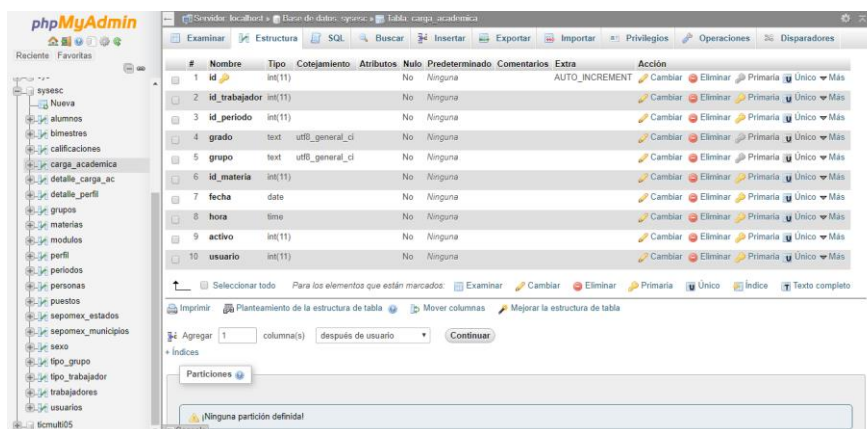 phpMyAdmin
Reciente Favoritas
sysesc
Nueva
alumnos
bimestres
calificaciones
carga_academica
detalle_carga_ac
detalle_perfil
grupos
materias
modulos
perfil
periodos
personas
puestos
sepomex_estados
sepomex_municipios
sexo
tipo_grupo
tipo_trabajador
trabajadores
usuarios
ticmulti05
Servidor: localhost » Base de datos: sysesc » Tabla: carga_academica
Examinar Estructura SQL Buscar Insertar Exportar Importar Privilegios Operaciones Disparadores
# Nombre Tipo Cotejamiento Atributos Nulo Predeterminado Comentarios Extra Acción
1 id int(11) No Ninguna AUTO_INCREMENT Cambiar Eliminar Primaria Único Más
2 id_trabajador int(11) No Ninguna Cambiar Eliminar Primaria Único Más
3 id_periodo int(11) No Ninguna Cambiar Eliminar Primaria Único Más
4 grado text utf8_general_ci No Ninguna Cambiar Eliminar Primaria Único Más
5 grupo text utf8_general_ci No Ninguna Cambiar Eliminar Primaria Único Más
6 id_materia int(11) No Ninguna Cambiar Eliminar Primaria Único Más
7 fecha date No Ninguna Cambiar Eliminar Primaria Único Más
8 hora time No Ninguna Cambiar Eliminar Primaria Único Más
9 activo int(11) No Ninguna Cambiar Eliminar Primaria Único Más
10 usuario int(11) No Ninguna Cambiar Eliminar Primaria Único Más
Seleccionar todo Para los elementos que están marcados: Examinar Cambiar Eliminar Primaria Único Índice Texto completo
Imprimir Planteamiento de la estructura de tabla Mover columnas Mejorar la estructura de tabla
Agregar 1 columna(s) después de usuario Continuar
+ Índices
Particiones
¡Ninguna partición definida!